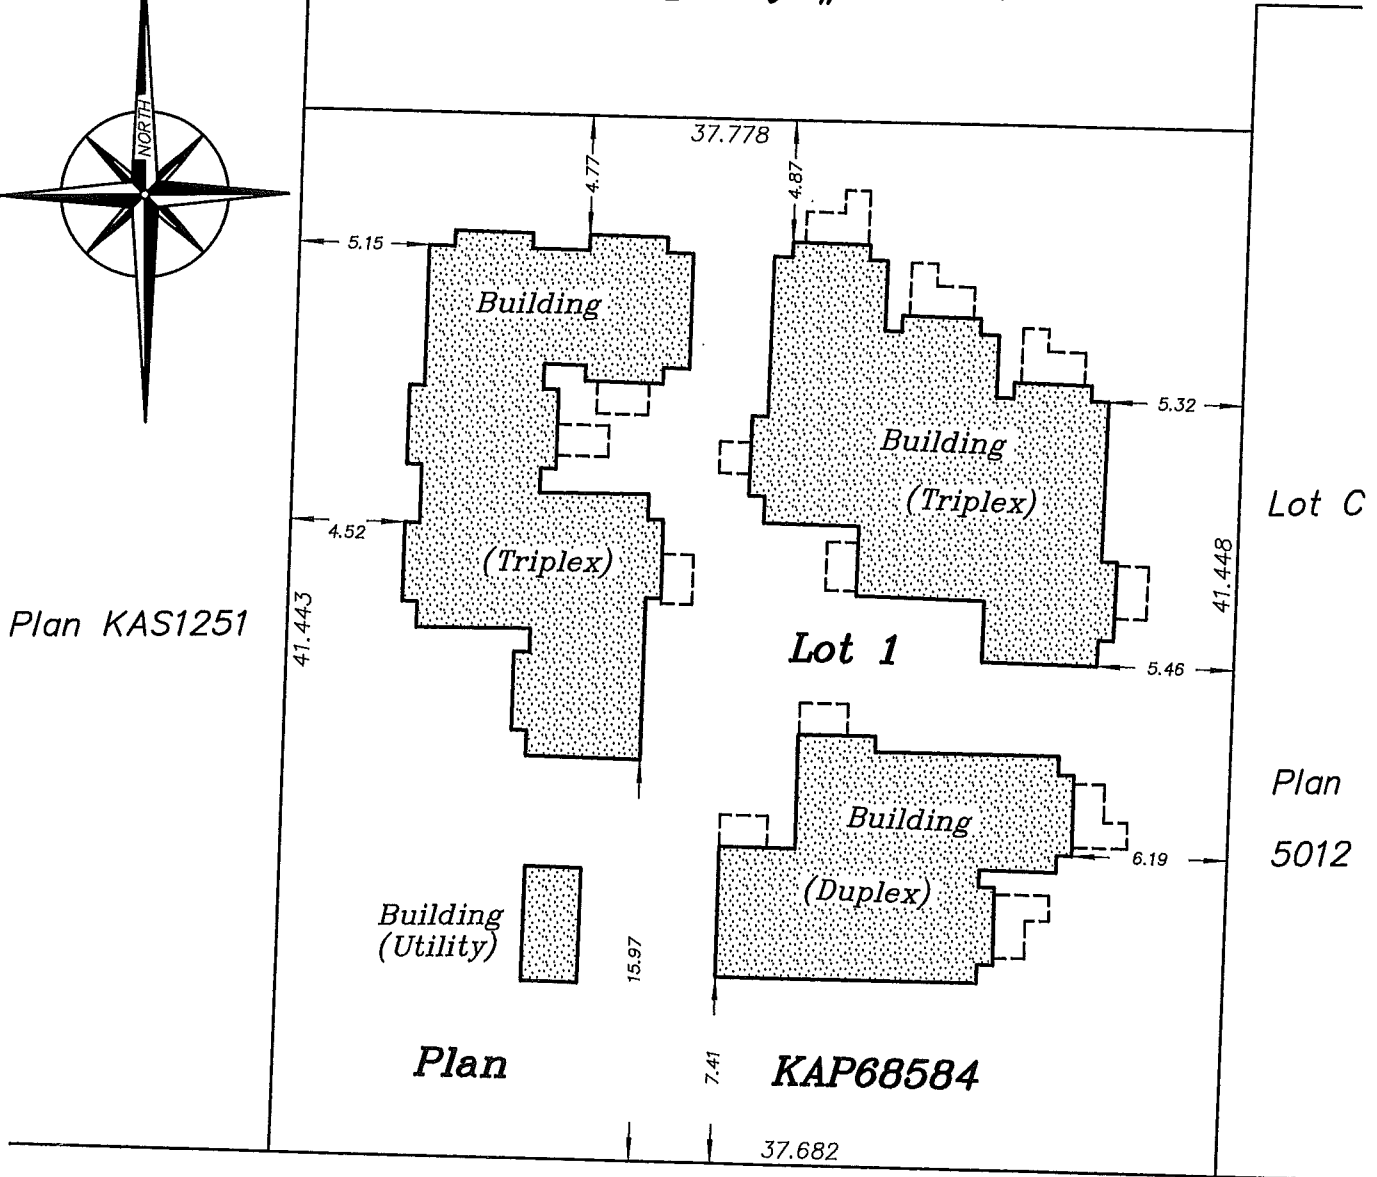 NORTH
37.778
4.77
4.87
5.15
Building
5.32
Building
(Triplex)
Lot C
4.52
(Triplex)
41.448
Plan KAS1251
41.443
Lot 1
5.46
Plan
Building
5012
6.19
(Duplex)
Building
(Utility)
15.97
Plan
7.41
KAP68584
37.682